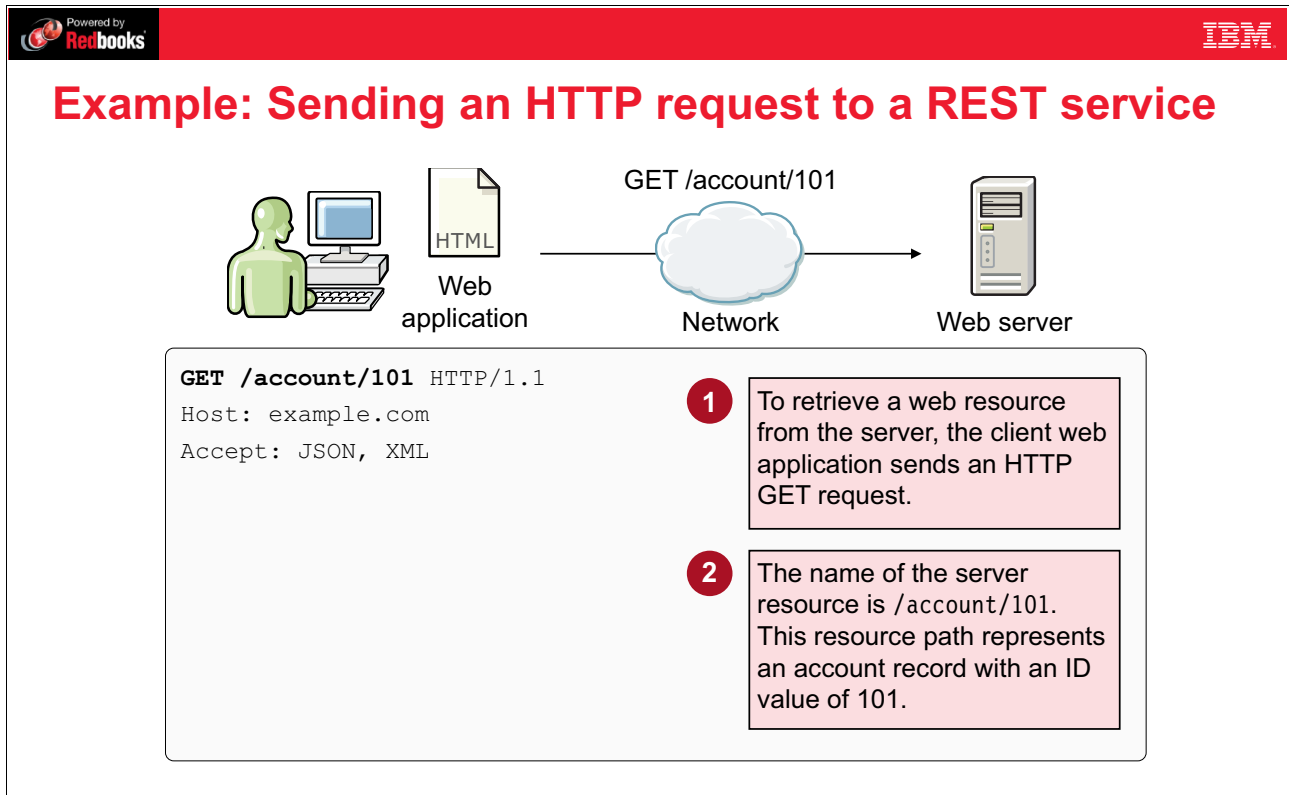 Powered by
Redbooks
IBM
Example: Sending an HTTP request to a REST service
GET /account/101
HTML
Web
application
Network
Web server
GET /account/101 HTTP/1.1
Host: example.com
Accept: JSON, XML
1
To retrieve a web resource
from the server, the client web
application sends an HTTP
GET request.
2
The name of the server
resource is /account/101.
This resource path represents
an account record with an ID
value of 101.